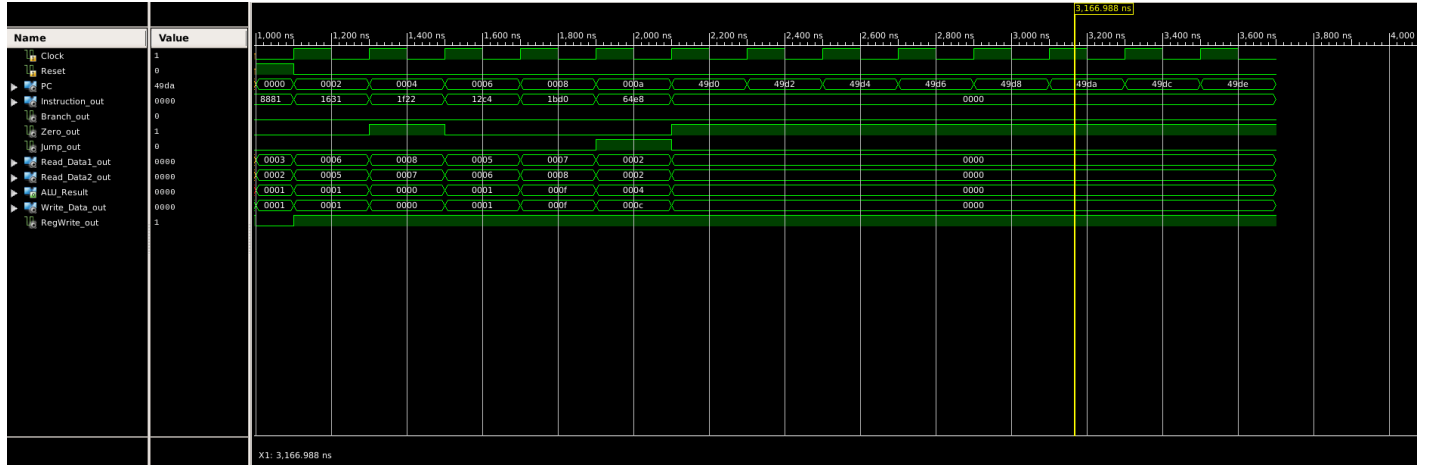 3,166.988 ns
Name Value 1,000 ns 1,200 ns 1,400 ns 1,600 ns 1,800 ns 2,000 ns 2,200 ns 2,400 ns 2,600 ns 2,800 ns 3,000 ns 3,200 ns 3,400 ns 3,600 ns 3,800 ns 4,000
Clock 1
Reset 0
PC 49da 0000 0002 0004 0006 0008 000a 49d0 49d2 49d4 49d6 49d8 49da 49dc 49de
Instruction_out 0000 8881 1631 1f22 12c4 1bd0 64e8 0000
Branch_out 0
Zero_out 1
Jump_out 0
Read_Data1_out 0000 0003 0006 0008 0005 0007 0002 0000
Read_Data2_out 0000 0002 0005 0007 0006 0008 0002 0000
ALU_Result 0000 0001 0001 0000 0001 000f 0004 0000
Write_Data_out 0000 0001 0001 0000 0001 000f 000c 0000
RegWrite_out 1
X1: 3,166.988 ns